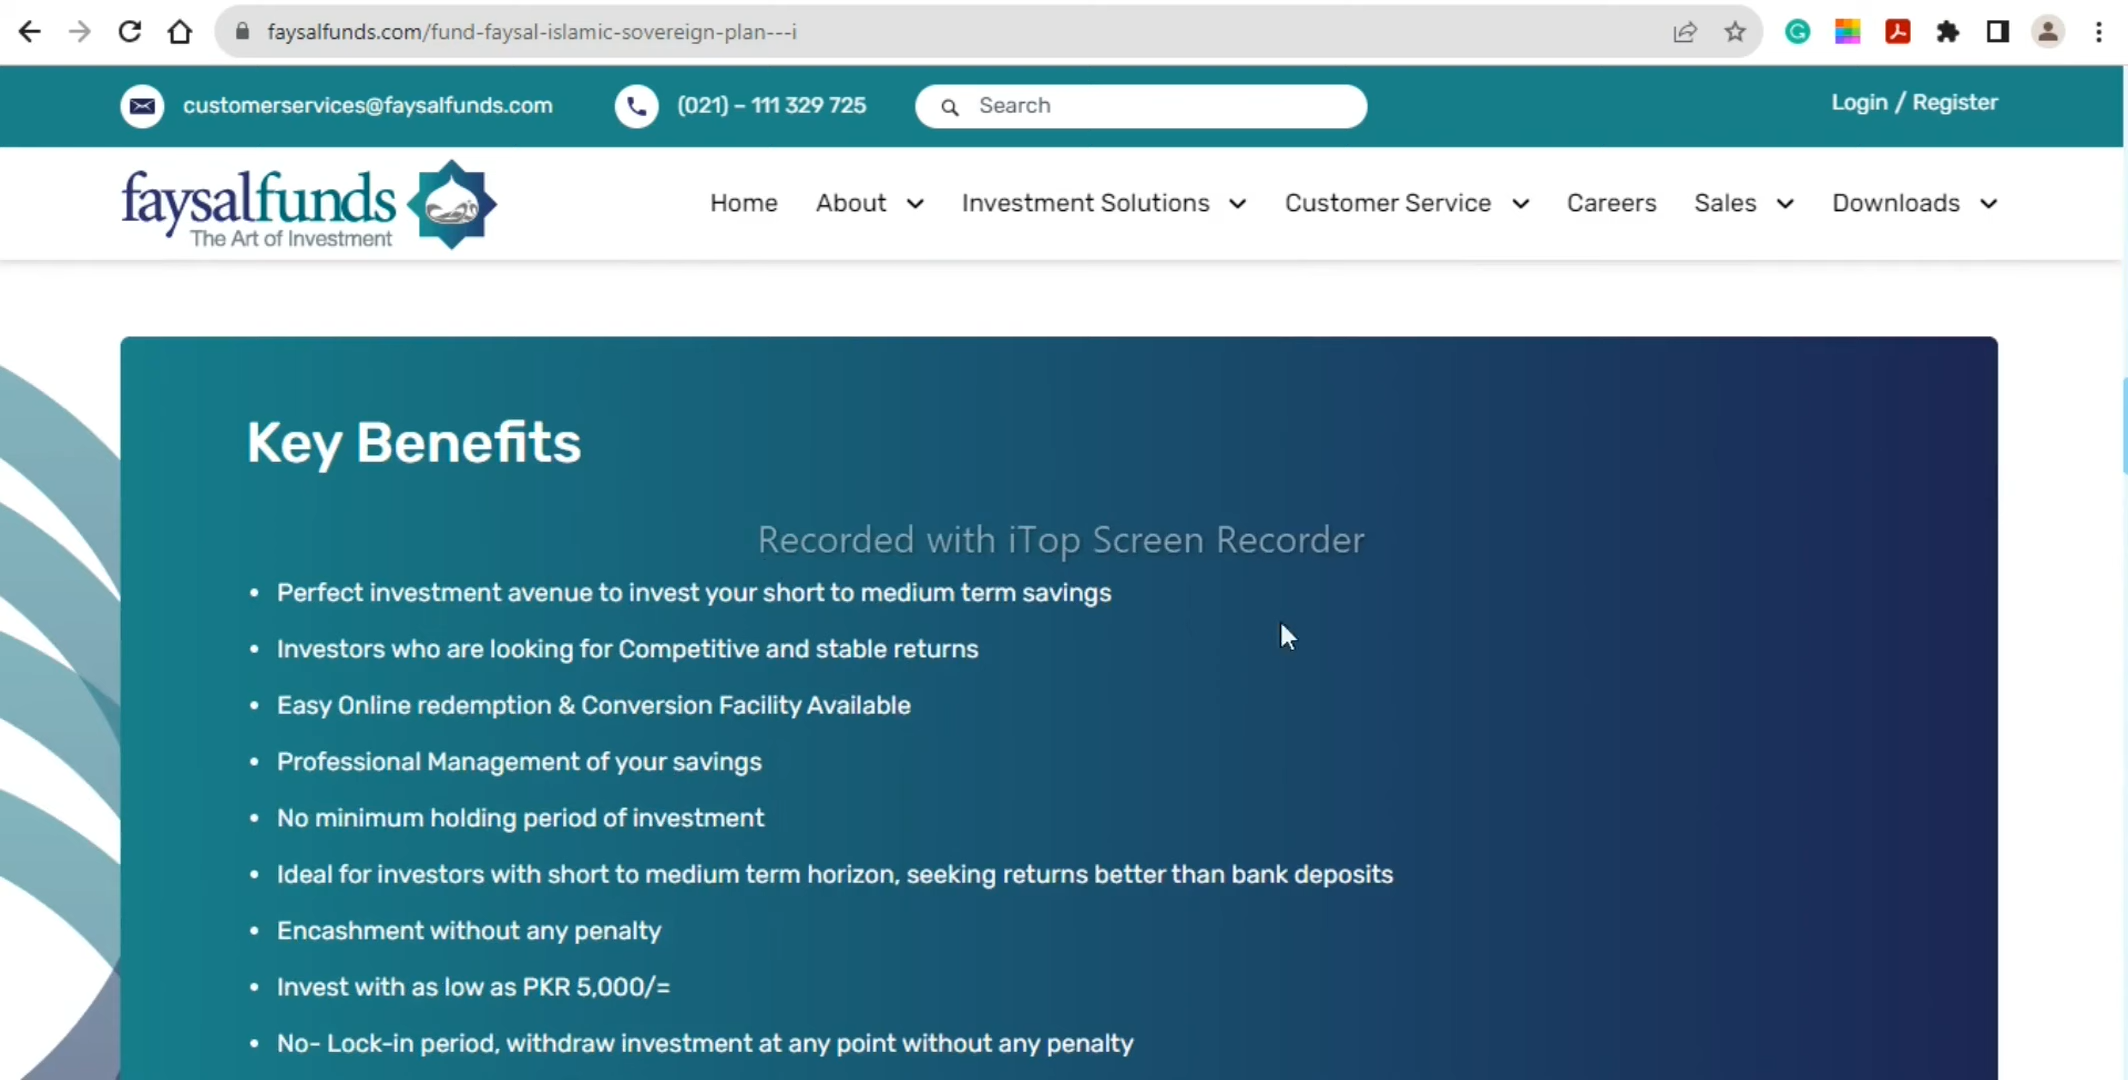 faysalfunds.com/fund-faysal-islamic-sovereign-plan---i
customerservices@faysalfunds.com
(021) – 111 329 725
Search
Login / Register
faysalfunds
The Art of Investment
Home
About
Investment Solutions
Customer Service
Careers
Sales
Downloads
Key Benefits
Recorded with iTop Screen Recorder
• Perfect investment avenue to invest your short to medium term savings
• Investors who are looking for Competitive and stable returns
• Easy Online redemption & Conversion Facility Available
• Professional Management of your savings
• No minimum holding period of investment
• Ideal for investors with short to medium term horizon, seeking returns better than bank deposits
• Encashment without any penalty
• Invest with as low as PKR 5,000/=
• No- Lock-in period, withdraw investment at any point without any penalty